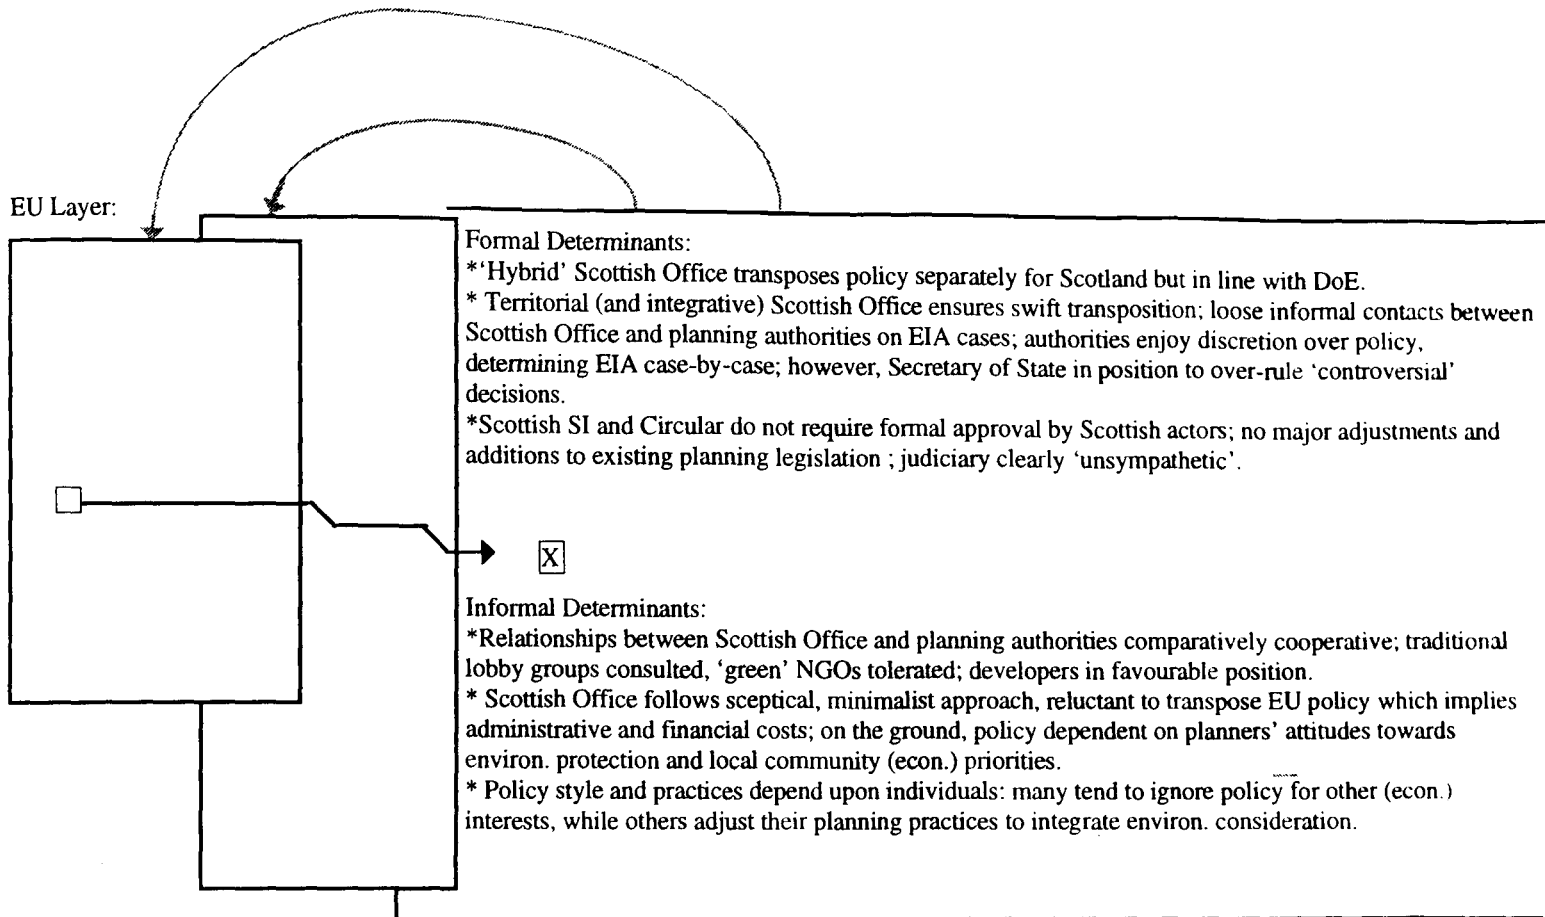 EU Layer:
Formal Determinants:
*‘Hybrid’ Scottish Office transposes policy separately for Scotland but in line with DoE.
* Territorial (and integrative) Scottish Office ensures swift transposition; loose informal contacts between
Scottish Office and planning authorities on EIA cases; authorities enjoy discretion over policy,
determining EIA case-by-case; however, Secretary of State in position to over-rule ‘controversial’
decisions.
*Scottish SI and Circular do not require formal approval by Scottish actors; no major adjustments and
additions to existing planning legislation ; judiciary clearly ‘unsympathetic’.
X
Informal Determinants:
*Relationships between Scottish Office and planning authorities comparatively cooperative; traditional
lobby groups consulted, ‘green’ NGOs tolerated; developers in favourable position.
* Scottish Office follows sceptical, minimalist approach, reluctant to transpose EU policy which implies
administrative and financial costs; on the ground, policy dependent on planners’ attitudes towards
environ. protection and local community (econ.) priorities.
* Policy style and practices depend upon individuals: many tend to ignore policy for other (econ.)
interests, while others adjust their planning practices to integrate environ. consideration.